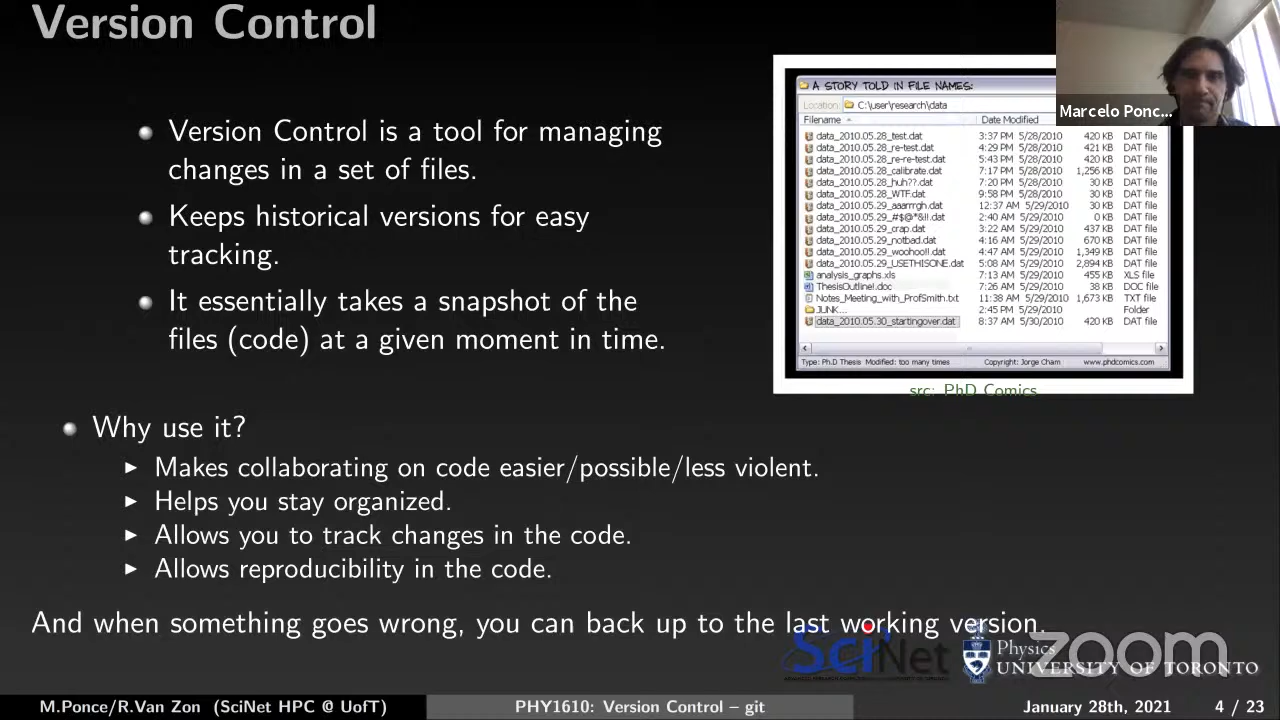 Version Control
Version Control is a tool for managing
changes in a set of files.
Keeps historical versions for easy
tracking.
It essentially takes a snapshot of the
files (code) at a given moment in time.
A STORY TOLD IN FILE NAMES:
Location: C:\user\research\data
Filename Date Modified
data_2010.05.28_test.dat 3:37 PM 5/28/2010 420 KB DAT file
data_2010.05.28_re-test.dat 4:29 PM 5/28/2010 421 KB DAT file
data_2010.05.28_re-re-test.dat 5:43 PM 5/28/2010 420 KB DAT file
data_2010.05.28_calibrate.dat 7:17 PM 5/28/2010 1,256 KB DAT file
data_2010.05.28_huh??.dat 7:20 PM 5/28/2010 30 KB DAT file
data_2010.05.28_WTF.dat 9:58 PM 5/28/2010 30 KB DAT file
data_2010.05.29_aaarrrgh.dat 12:37 AM 5/29/2010 30 KB DAT file
data_2010.05.29_#$@*&!!.dat 2:40 AM 5/29/2010 0 KB DAT file
data_2010.05.29_crap.dat 3:22 AM 5/29/2010 437 KB DAT file
data_2010.05.29_notbad.dat 4:16 AM 5/29/2010 670 KB DAT file
data_2010.05.29_woohoo!!.dat 4:47 AM 5/29/2010 1,349 KB DAT file
data_2010.05.29_USETHISONE.dat 5:08 AM 5/29/2010 2,894 KB DAT file
analysis_graphs.xls 7:13 AM 5/29/2010 455 KB XLS file
ThesisOutline!.doc 7:26 AM 5/29/2010 38 KB DOC file
Notes_Meeting_with_ProfSmith.txt 11:38 AM 5/29/2010 1,673 KB TXT file
JUNK... 2:45 PM 5/29/2010 Folder
data_2010.05.30_startingover.dat 8:37 AM 5/30/2010 420 KB DAT file
Type: Ph.D Thesis Modified: too many times Copyright: Jorge Cham www.phdcomics.com
src: PhD Comics
Marcelo Ponc...
Why use it?
Makes collaborating on code easier/possible/less violent.
Helps you stay organized.
Allows you to track changes in the code.
Allows reproducibility in the code.
And when something goes wrong, you can back up to the last working version.
SciNet
Physics
UNIVERSITY OF TORONTO
zoom
M.Ponce/R.Van Zon (SciNet HPC @ UofT) PHY1610: Version Control – git January 28th, 2021 4 / 23